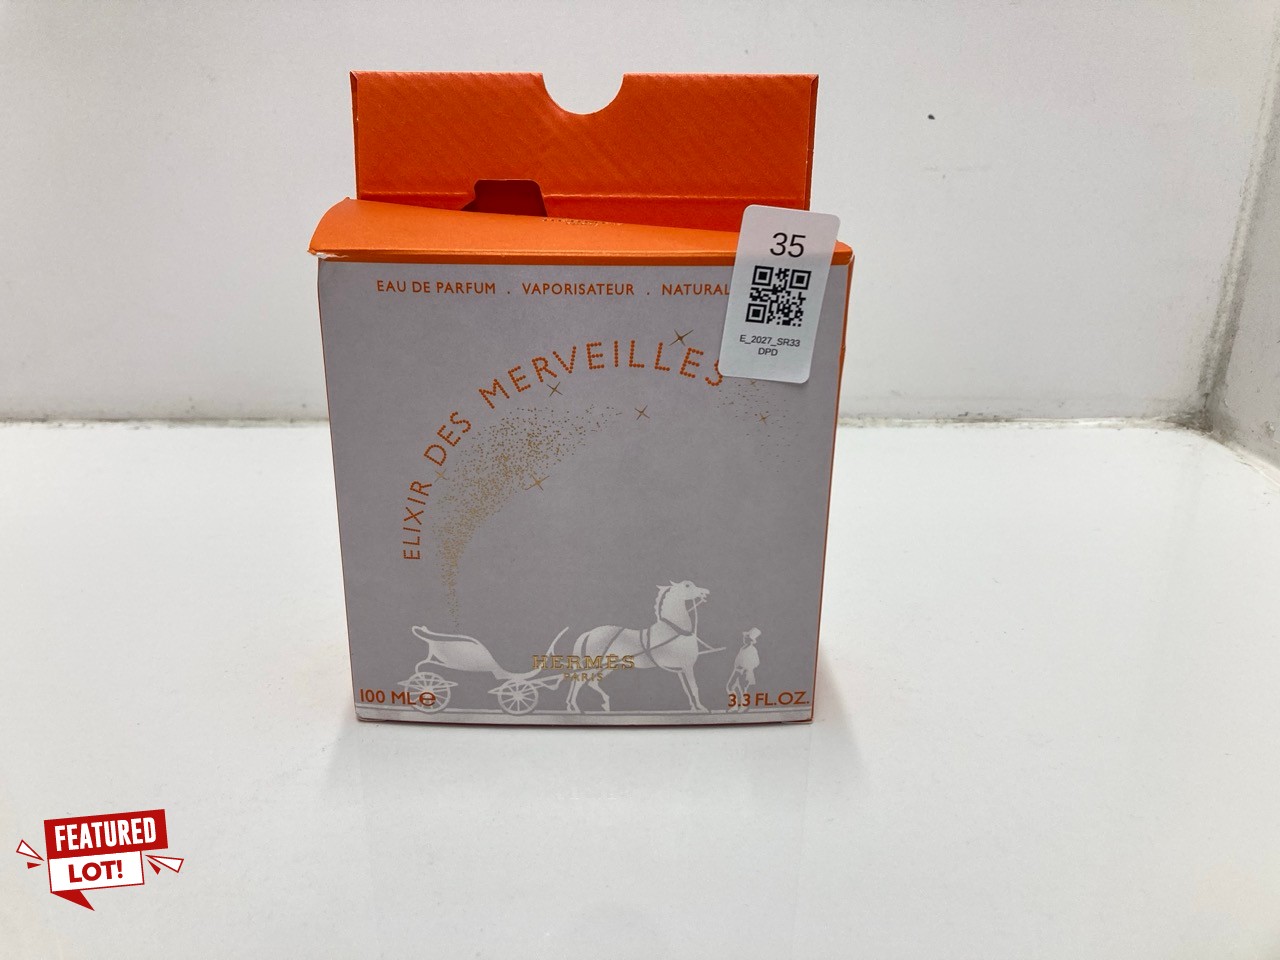 35
E_2027_SR33
DPD
EAU DE PARFUM . VAPORISATEUR . NATURAL
ELIXIR DES MERVEILLES
HERMÈS
PARIS
100 ML e
3.3 FL.OZ.
FEATURED
LOT!